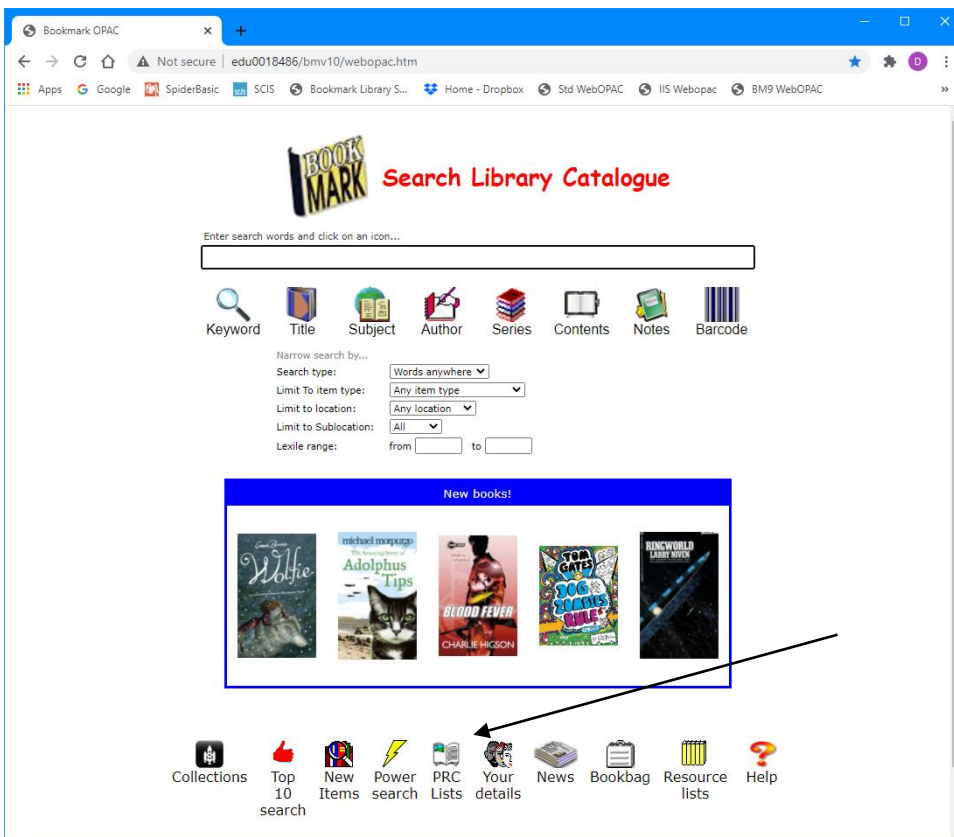 Bookmark OPAC
Not secure | edu0018486/bmv10/webopac.htm
D
Apps Google SpiderBasic SCIS Bookmark Library S... Home - Dropbox Std WebOPAC IIS Webopac BM9 WebOPAC »
BOOK
MARK
Search Library Catalogue
Enter search words and click on an icon...
Keyword Title Subject Author Series Contents Notes Barcode
Narrow search by...
Search type: Words anywhere
Limit To item type: Any item type
Limit to location: Any location
Limit to Sublocation: All
Lexile range: from to
New books!
Wolfie
michael morpurgo
The Amazing Story of
Adolphus
Tips
BLOOD FEVER
CHARLIE HIGSON
TOM
GATES
DOG
ZOMBIES
RULE
RINGWORLD
LARRY NIVEN
Collections
Top
10
search
New
Items
Power
search
PRC
Lists
Your
details
News
Bookbag
Resource
lists
Help